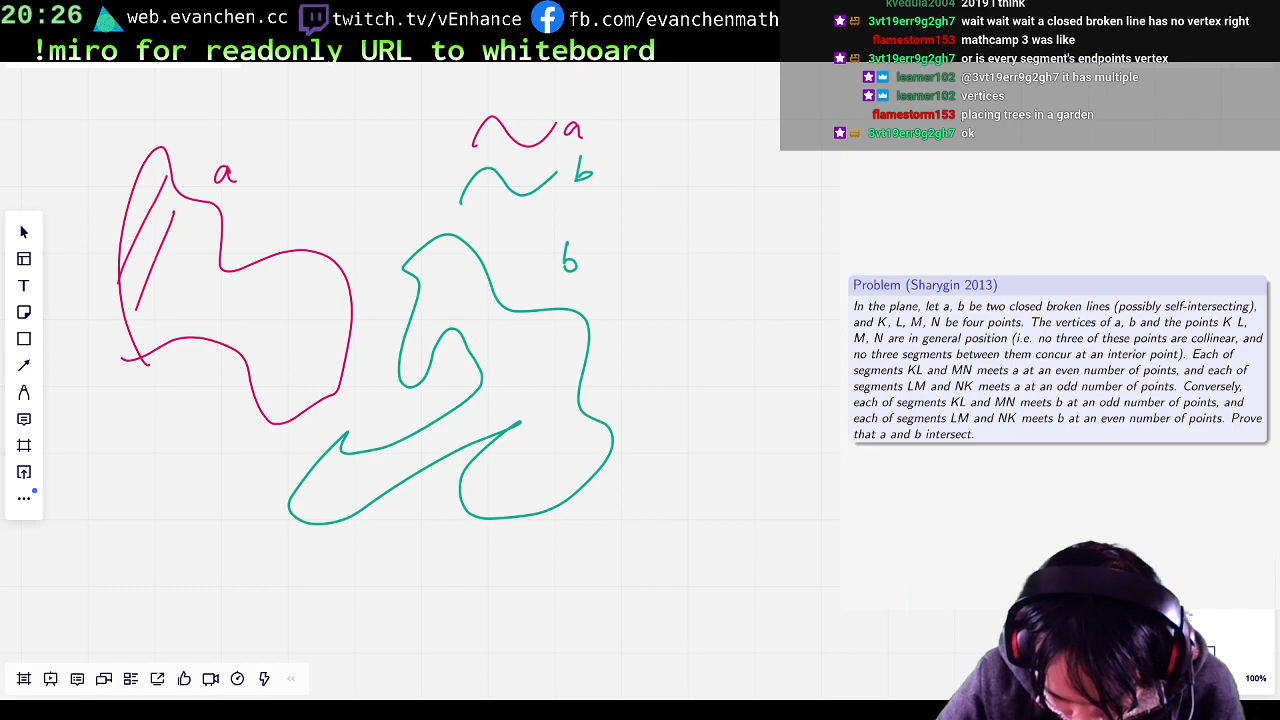 20:26 web.evanchen.cc twitch.tv/vEnhance fb.com/evanchenmath
!miro for readonly URL to whiteboard
kvedula2004 2019 I think
3vt19err9g2gh7 wait wait wait a closed broken line has no vertex right
flamestorm153 mathcamp 3 was like
3vt19err9g2gh7 or is every segment's endpoints vertex
learner102 @3vt19err9g2gh7 it has multiple
learner102 vertices
flamestorm153 placing trees in a garden
3vt19err9g2gh7 ok
a
b
a
b
Problem (Sharygin 2013)
In the plane, let a, b be two closed broken lines (possibly self-intersecting),
and K, L, M, N be four points. The vertices of a, b and the points K L,
M, N are in general position (i.e. no three of these points are collinear, and
no three segments between them concur at an interior point). Each of
segments KL and MN meets a at an even number of points, and each of
segments LM and NK meets a at an odd number of points. Conversely,
each of segments KL and MN meets b at an odd number of points, and
each of segments LM and NK meets b at an even number of points. Prove
that a and b intersect.
100%